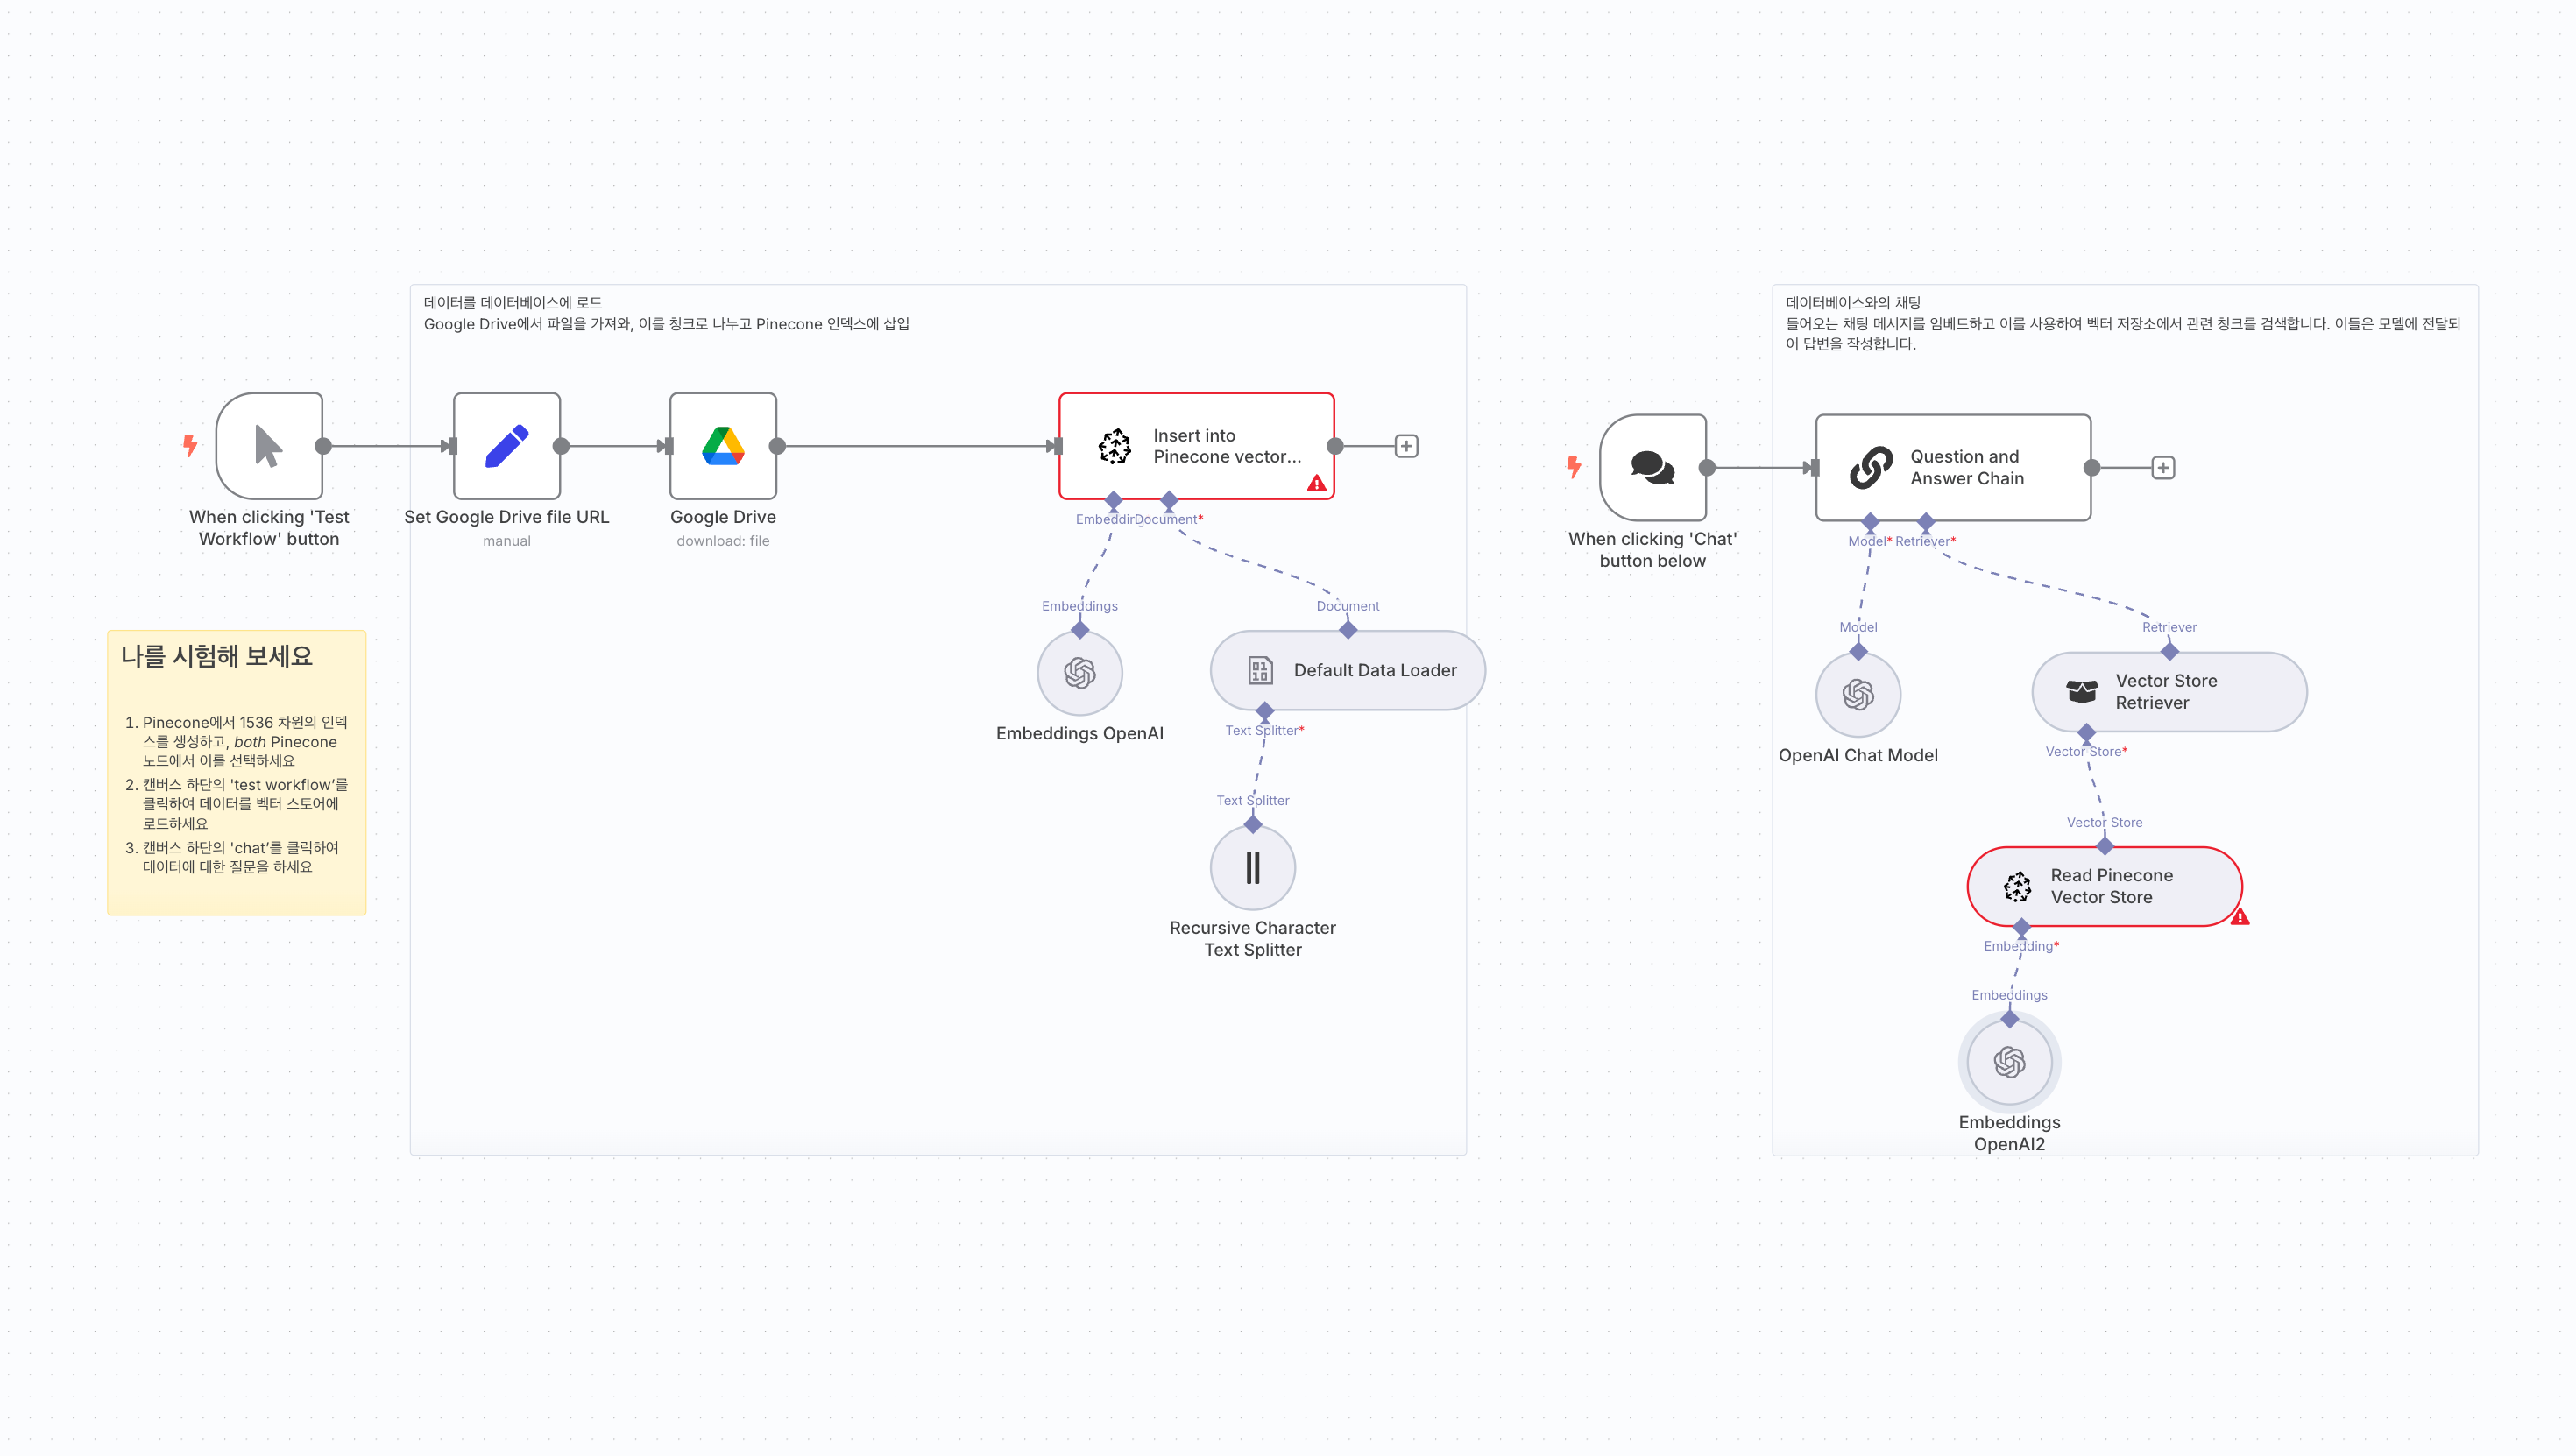 데이터를 데이터베이스에 로드
Google Drive에서 파일을 가져와, 이를 청크로 나누고 Pinecone 인덱스에 삽입
When clicking 'Test
Workflow' button
Set Google Drive file URL
manual
Google Drive
download: file
Insert into
Pinecone vector...
Document*
Embeddings
Document
Embeddings OpenAI
Default Data Loader
Text Splitter*
Text Splitter
Recursive Character
Text Splitter
나를 시험해 보세요
1. Pinecone에서 1536 차원의 인덱
스를 생성하고, both Pinecone
노드에서 이를 선택하세요
2. 캔버스 하단의 'test workflow’를
클릭하여 데이터를 벡터 스토어에
로드하세요
3. 캔버스 하단의 'chat’를 클릭하여
데이터에 대한 질문을 하세요
데이터베이스와의 채팅
들어오는 채팅 메시지를 임베드하고 이를 사용하여 벡터 저장소에서 관련 청크를 검색합니다. 이들은 모델에 전달되
어 답변을 작성합니다.
When clicking 'Chat'
button below
Question and
Answer Chain
Model*
Retriever*
Model
Retriever
OpenAI Chat Model
Vector Store
Retriever
Vector Store*
Vector Store
Read Pinecone
Vector Store
Embedding*
Embeddings
Embeddings
OpenAI2